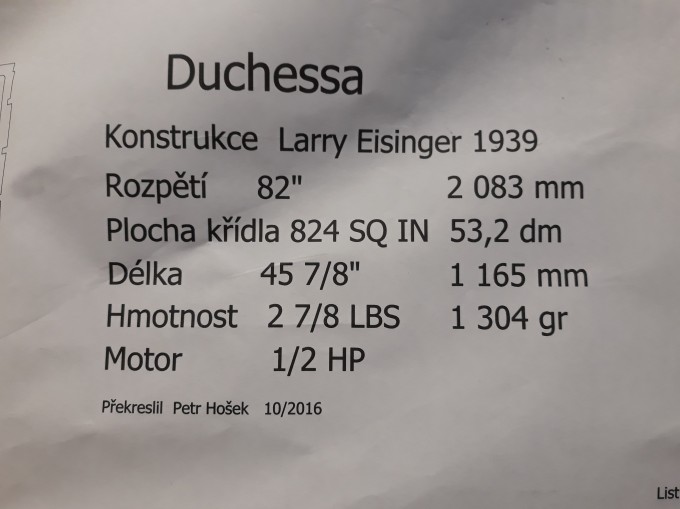 Duchessa
Konstrukce Larry Eisinger 1939
Rozpětí 82" 2 083 mm
Plocha křídla 824 SQ IN 53,2 dm
Délka 45 7/8" 1 165 mm
Hmotnost 2 7/8 LBS 1 304 gr
Motor 1/2 HP
Překreslil Petr Hošek 10/2016
List